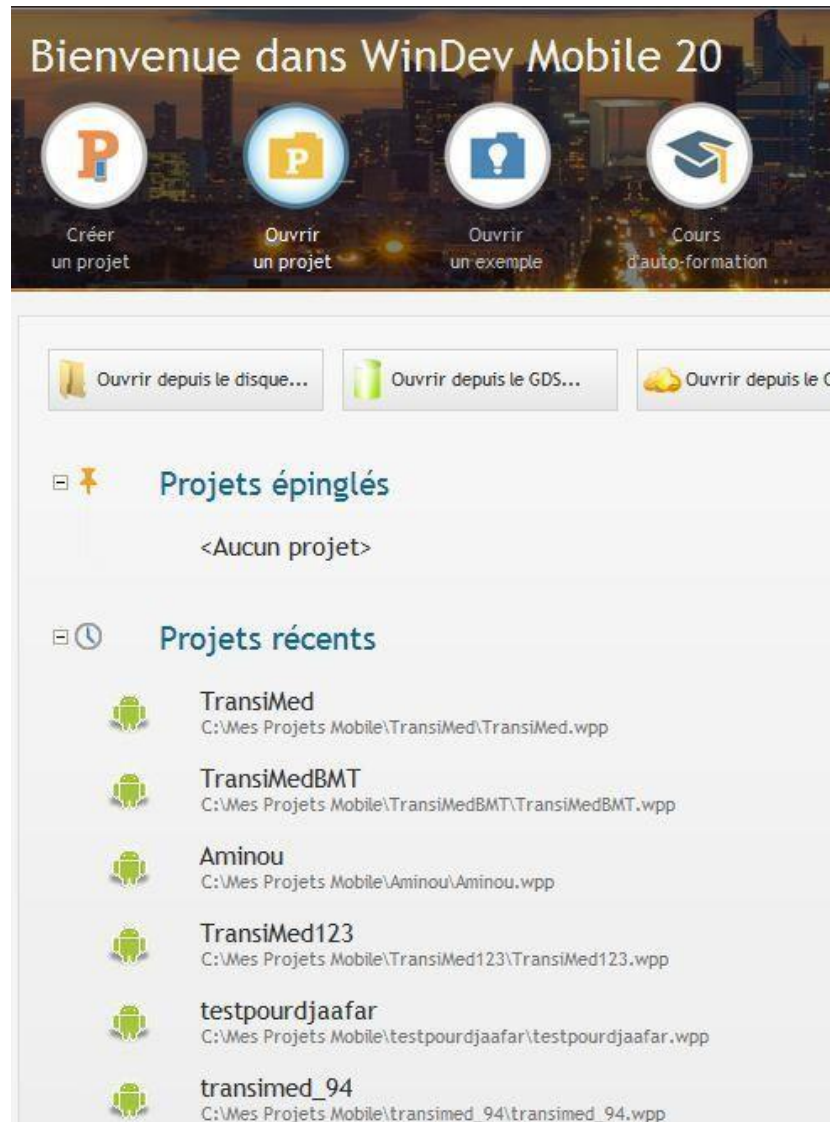 Bienvenue dans WinDev Mobile 20
Créer
un projet
Ouvrir
un projet
Ouvrir
un exemple
Cours
d'auto-formation
Ouvrir depuis le disque...
Ouvrir depuis le GDS...
Ouvrir depuis le
Projets épinglés
<Aucun projet>
Projets récents
TransiMed
C:\Mes Projets Mobile\TransiMed\TransiMed.wpp
TransiMedBMT
C:\Mes Projets Mobile\TransiMedBMT\TransiMedBMT.wpp
Aminou
C:\Mes Projets Mobile\Aminou\Aminou.wpp
TransiMed123
C:\Mes Projets Mobile\TransiMed123\TransiMed123.wpp
testpourdjaafar
C:\Mes Projets Mobile\testpourdjaafar\testpourdjaafar.wpp
transimed_94
C:\Mes Projets Mobile\transimed_94\transimed_94.wpp